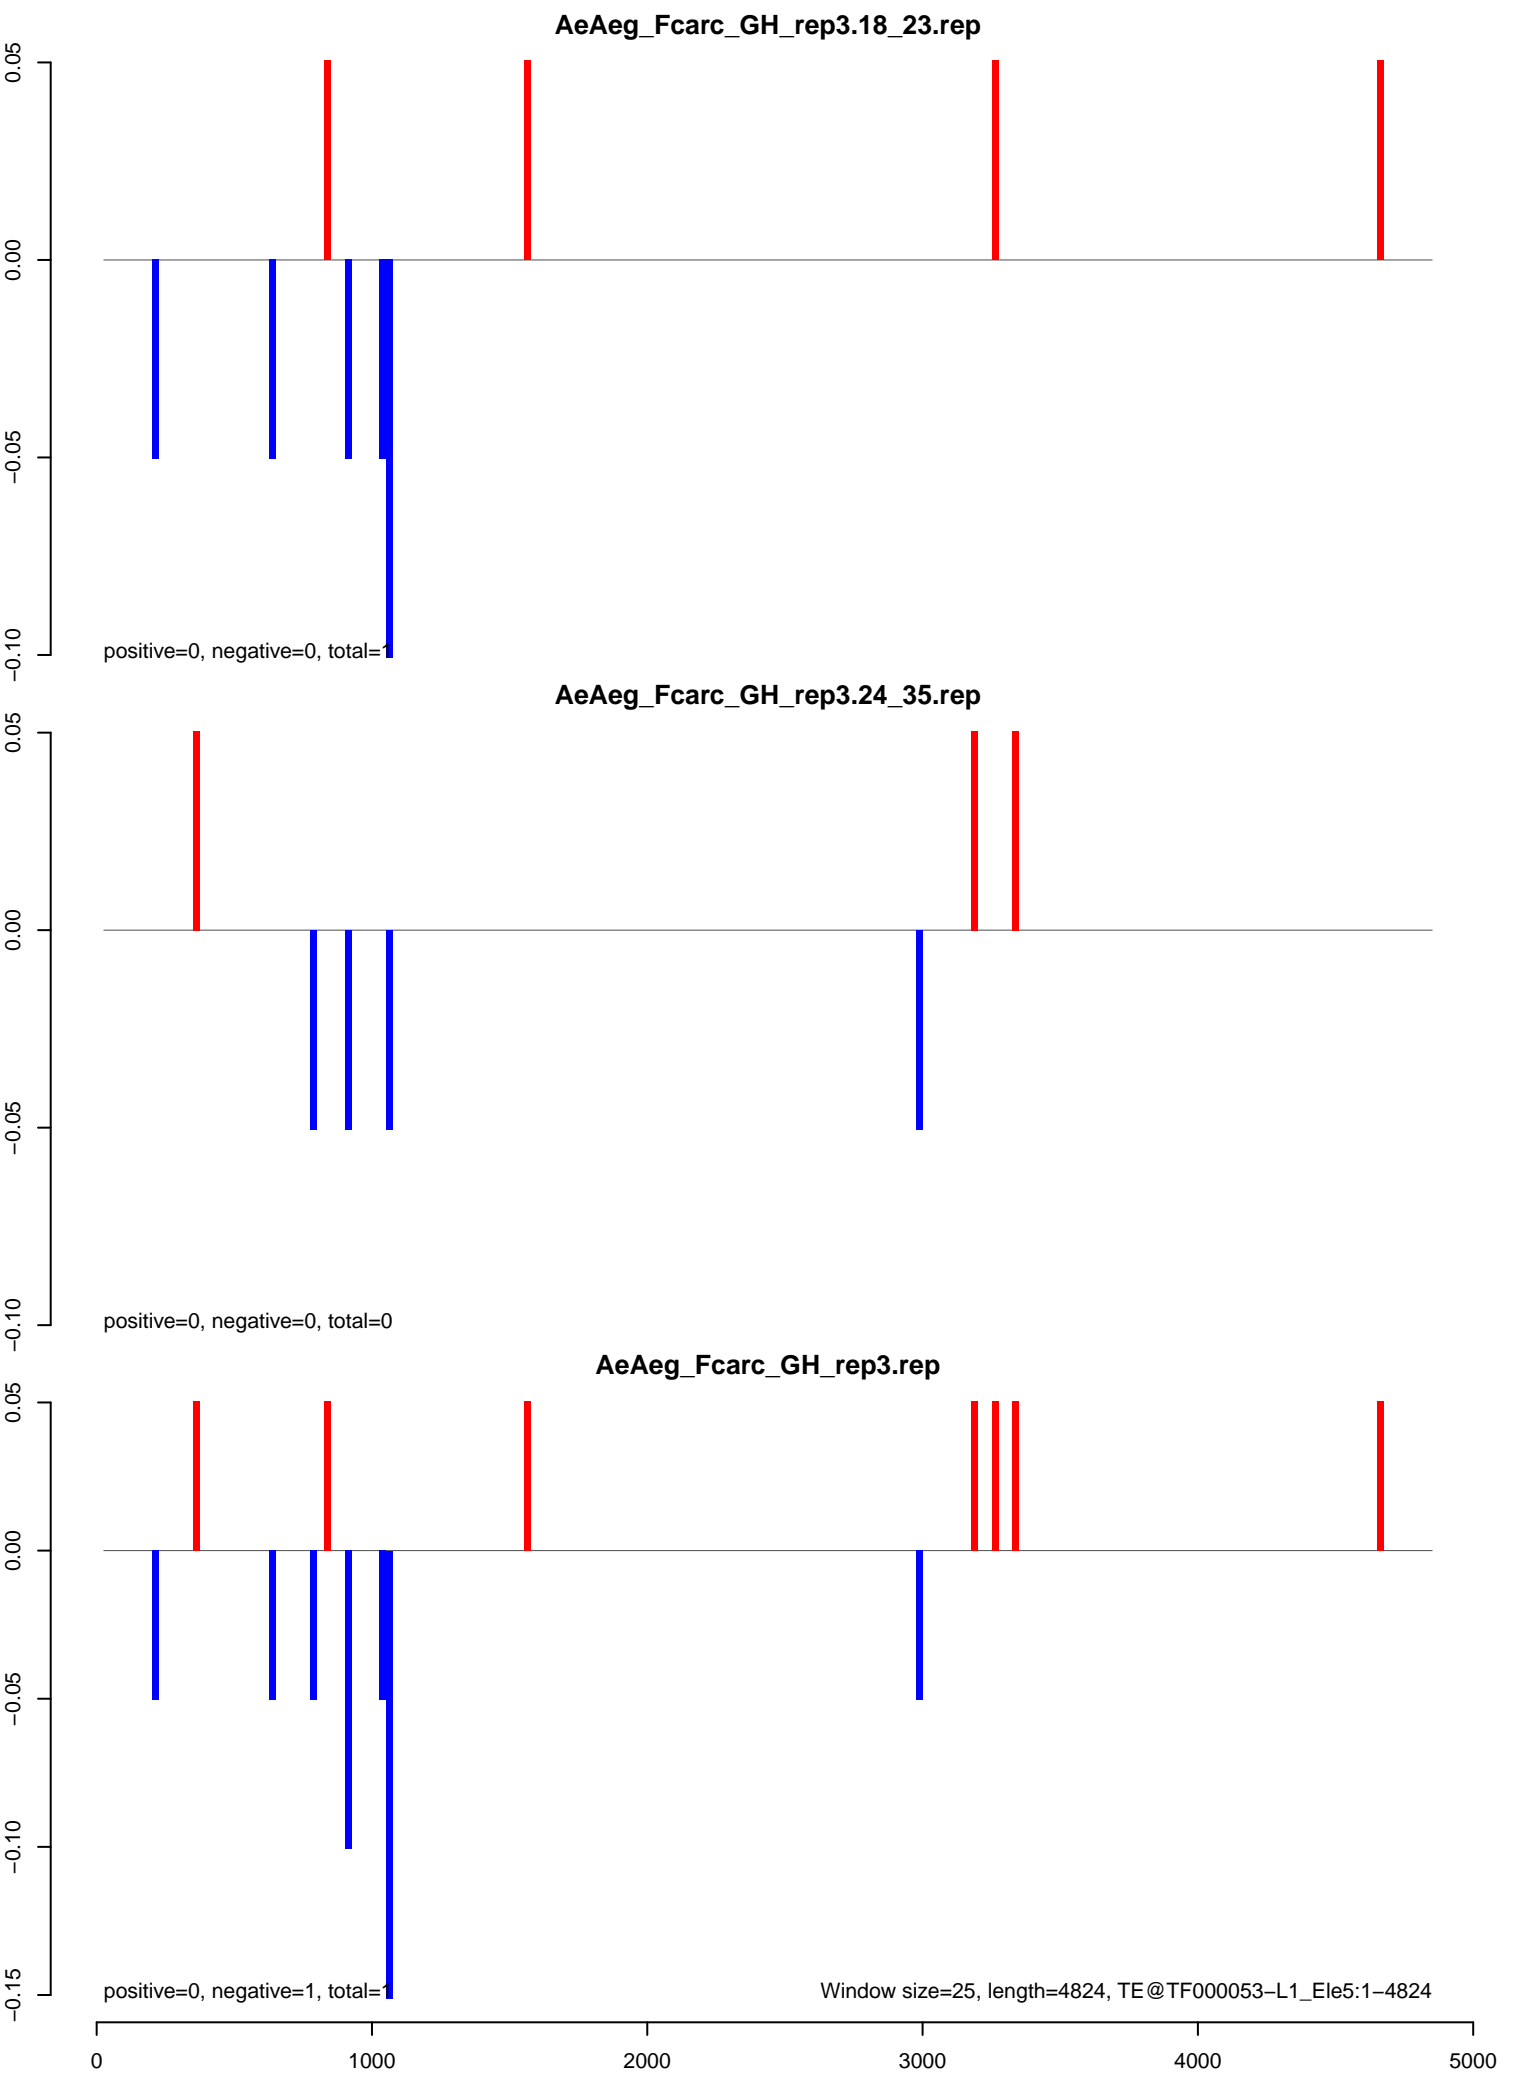 AeAeg_Fcarc_GH_rep3.18_23.rep
0.05
0.00
−0.05
−0.10
positive=0, negative=0, total=1
AeAeg_Fcarc_GH_rep3.24_35.rep
0.05
0.00
−0.05
−0.10
positive=0, negative=0, total=0
AeAeg_Fcarc_GH_rep3.rep
0.05
0.00
−0.05
−0.10
−0.15
positive=0, negative=1, total=1
Window size=25, length=4824, TE@TF000053−L1_Ele5:1−4824
0 1000 2000 3000 4000 5000